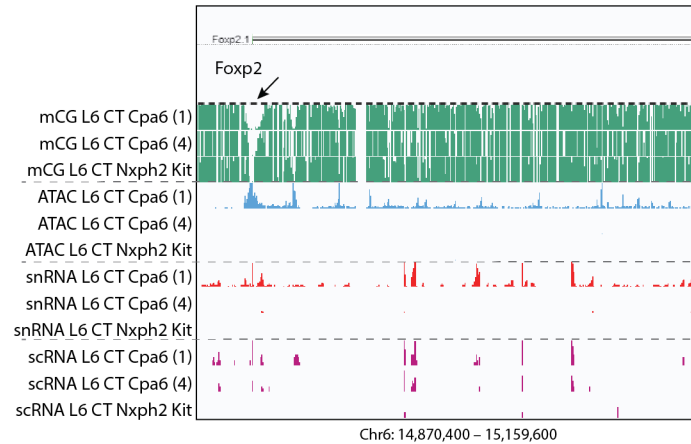 Foxp2.1
Foxp2
mCG L6 CT Cpa6 (1)
mCG L6 CT Cpa6 (4)
mCG L6 CT Nxph2 Kit
ATAC L6 CT Cpa6 (1)
ATAC L6 CT Cpa6 (4)
ATAC L6 CT Nxph2 Kit
snRNA L6 CT Cpa6 (1)
snRNA L6 CT Cpa6 (4)
snRNA L6 CT Nxph2 Kit
scRNA L6 CT Cpa6 (1)
scRNA L6 CT Cpa6 (4)
scRNA L6 CT Nxph2 Kit
Chr6: 14,870,400 – 15,159,600